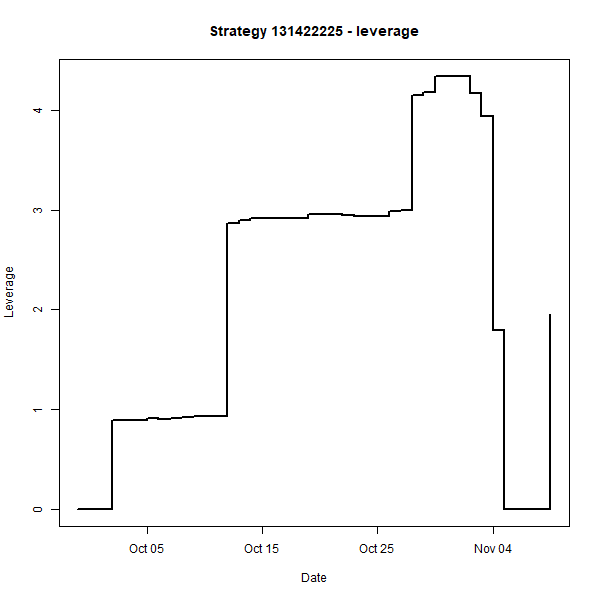 Strategy 131422225 - leverage
4
3
2
1
0
Leverage
Oct 05
Oct 15
Oct 25
Nov 04
Date